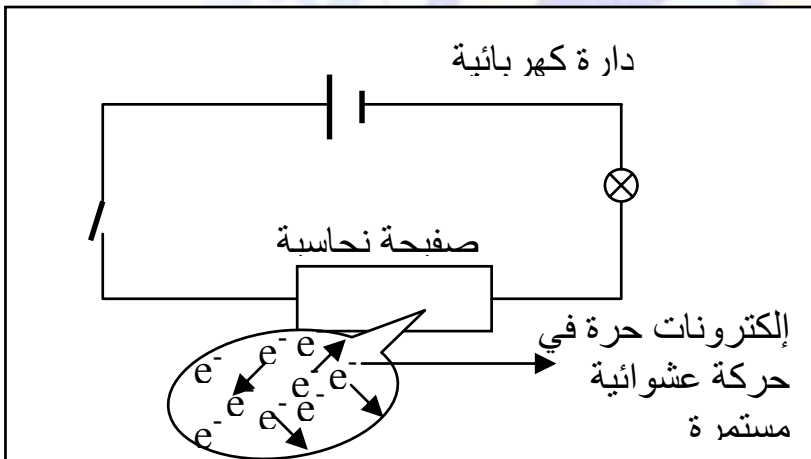 دارة كهربائية
صفيحة نحاسية
إلكترونات حرة في
حركة عشوائية
مستمرة
e⁻ e⁻ e
e⁻ e⁻ e⁻
e⁻ e⁻ e⁻